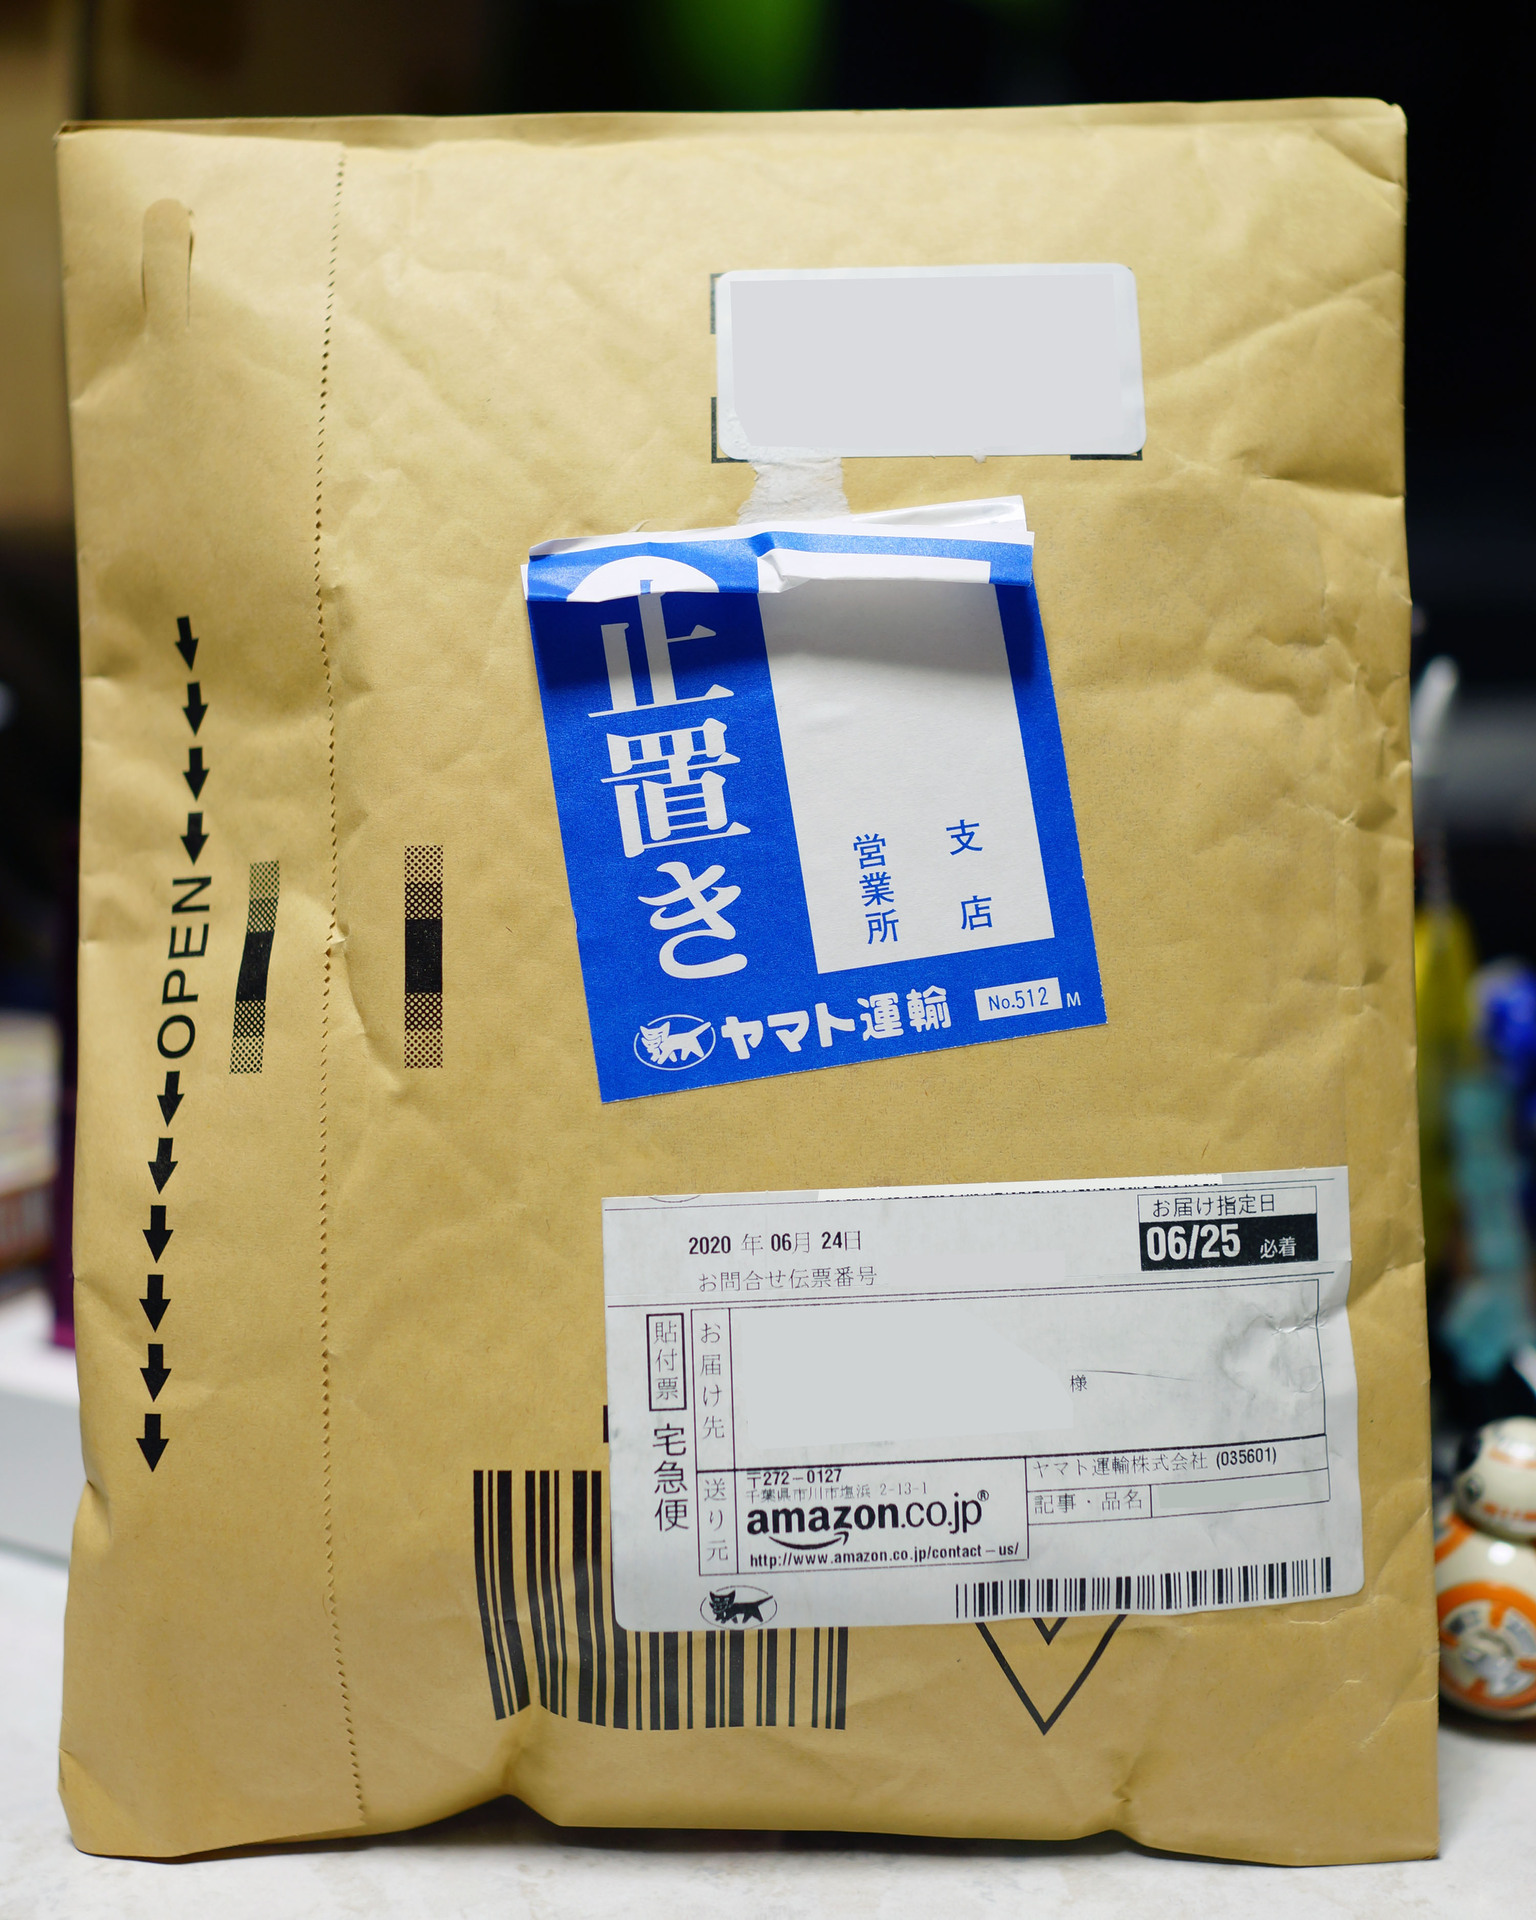 OPEN
止置き
支店
営業所
ヤマト運輸
No.512 M
2020 年 06月 24日
お届け指定日
06/25 必着
お問合せ伝票番号
貼付票
宅急便
お届け先
様
送り元
〒272-0127
千葉県市川市塩浜 2-13-1
amazon.co.jp®
http://www.amazon.co.jp/contact-us/
ヤマト運輸株式会社 (035601)
記事・品名